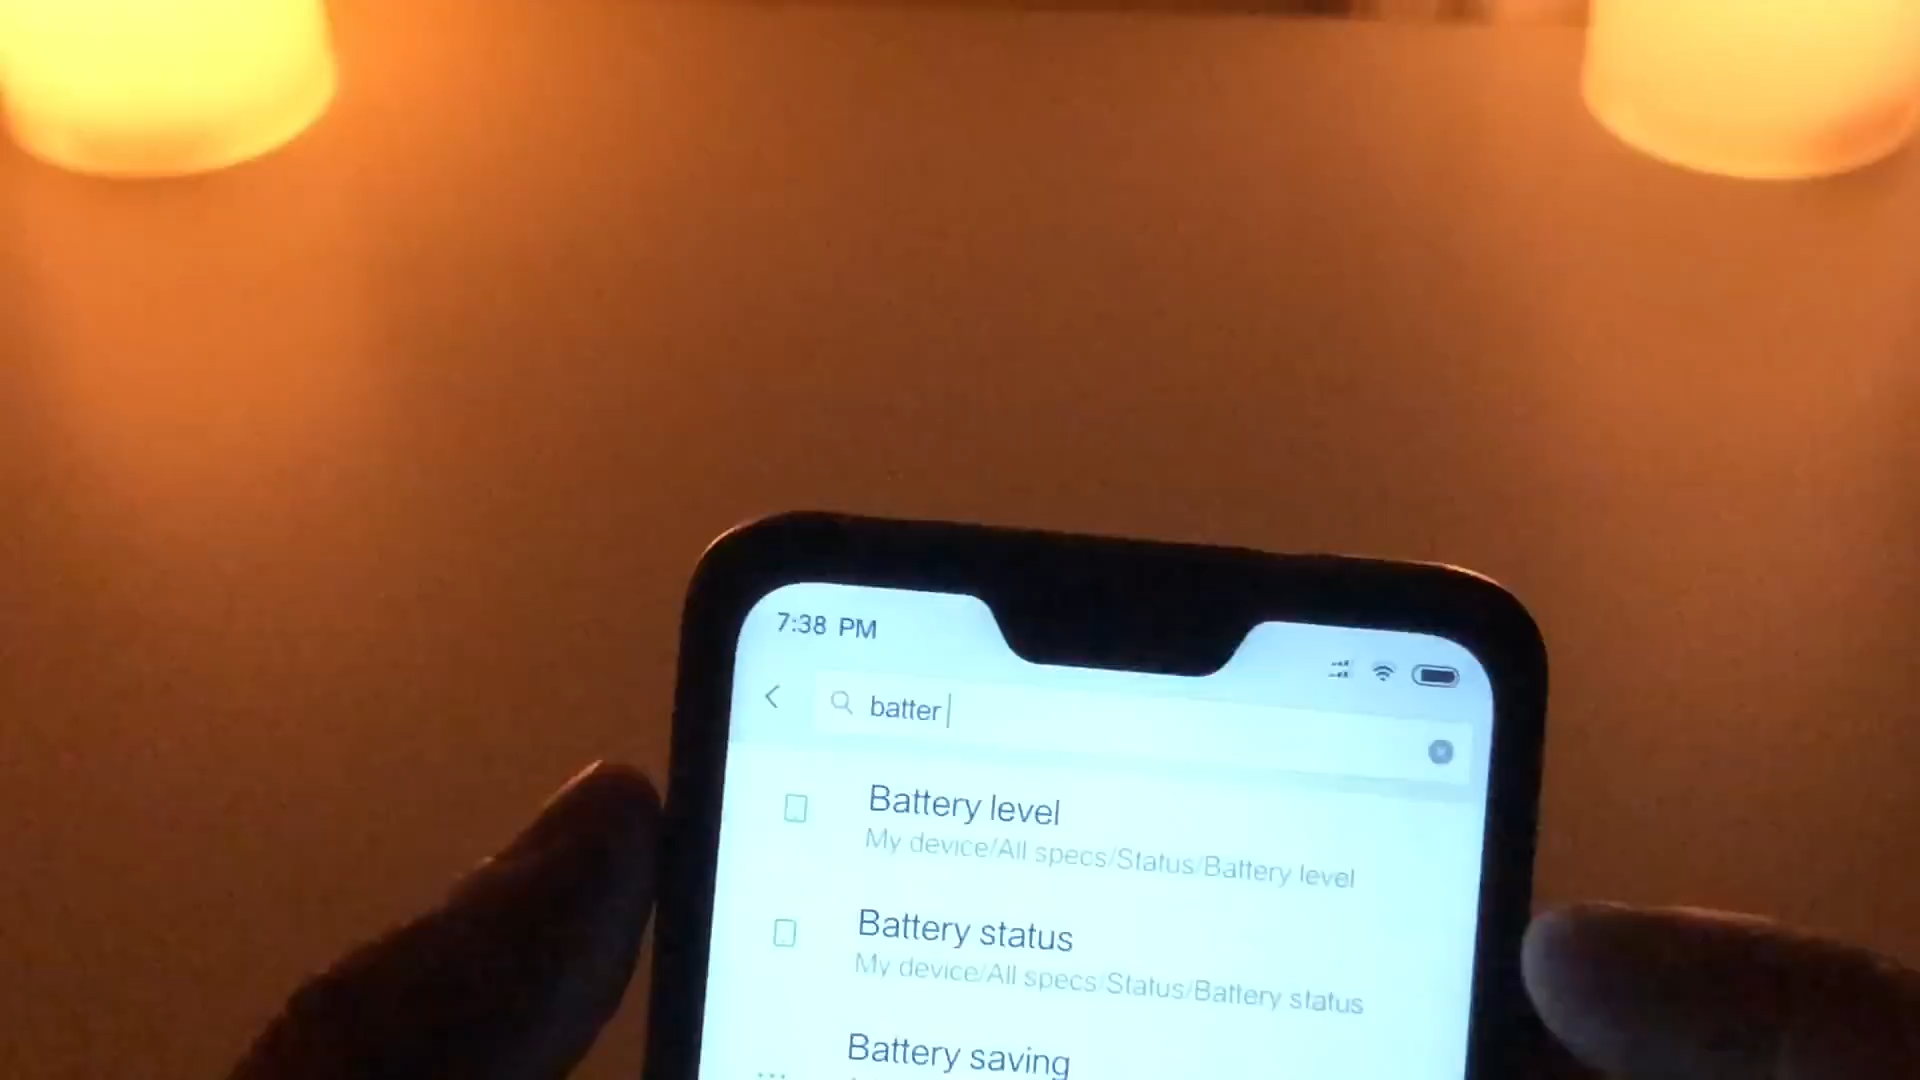 7:38 PM
batter
Battery level
My device/All specs/Status/Battery level
Battery status
My device/All specs/Status/Battery status
Battery saving